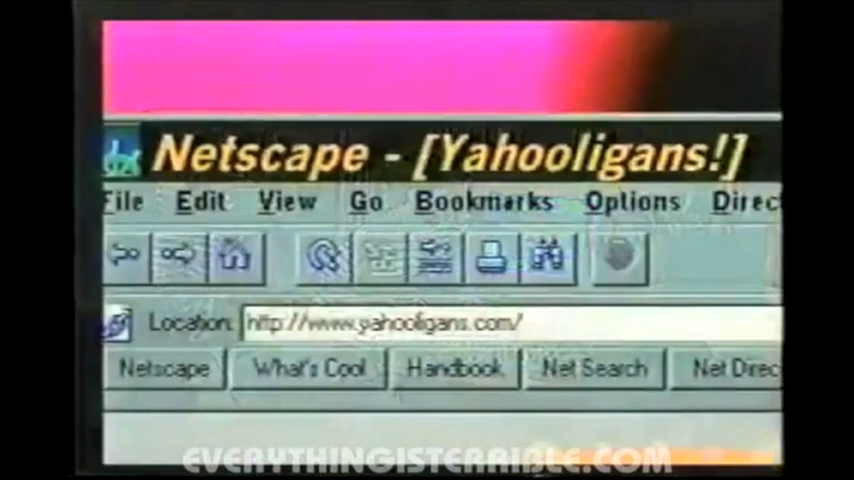 Netscape - [Yahooligans!]
File Edit View Go Bookmarks Options Direct
Location: http://www.yahooligans.com/
Netscape What's Cool Handbook Net Search Net Direc
EVERYTHINGISTERRIBLE.COM